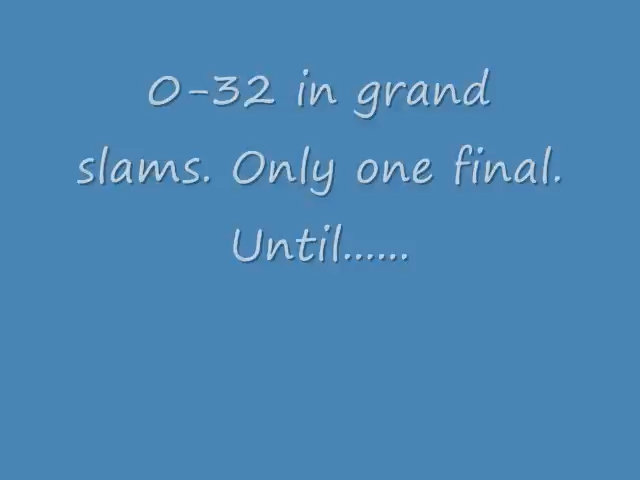 0-32 in grand
slams. Only one final.
Until......